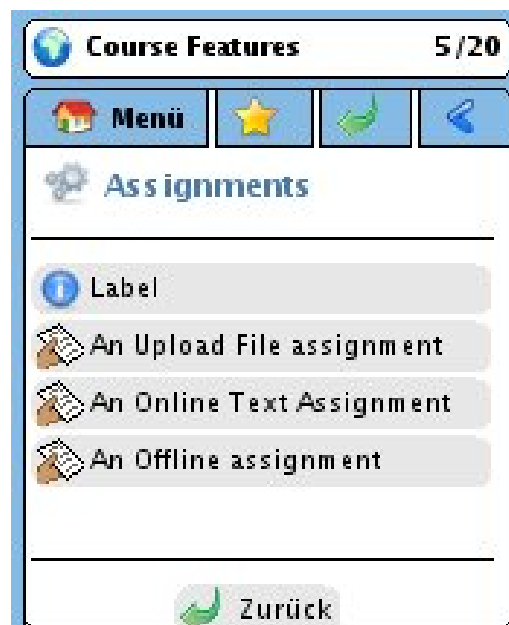 Course Features 5/20
Menü
Assignments
Label
An Upload File assignment
An Online Text Assignment
An Offline assignment
Zurück